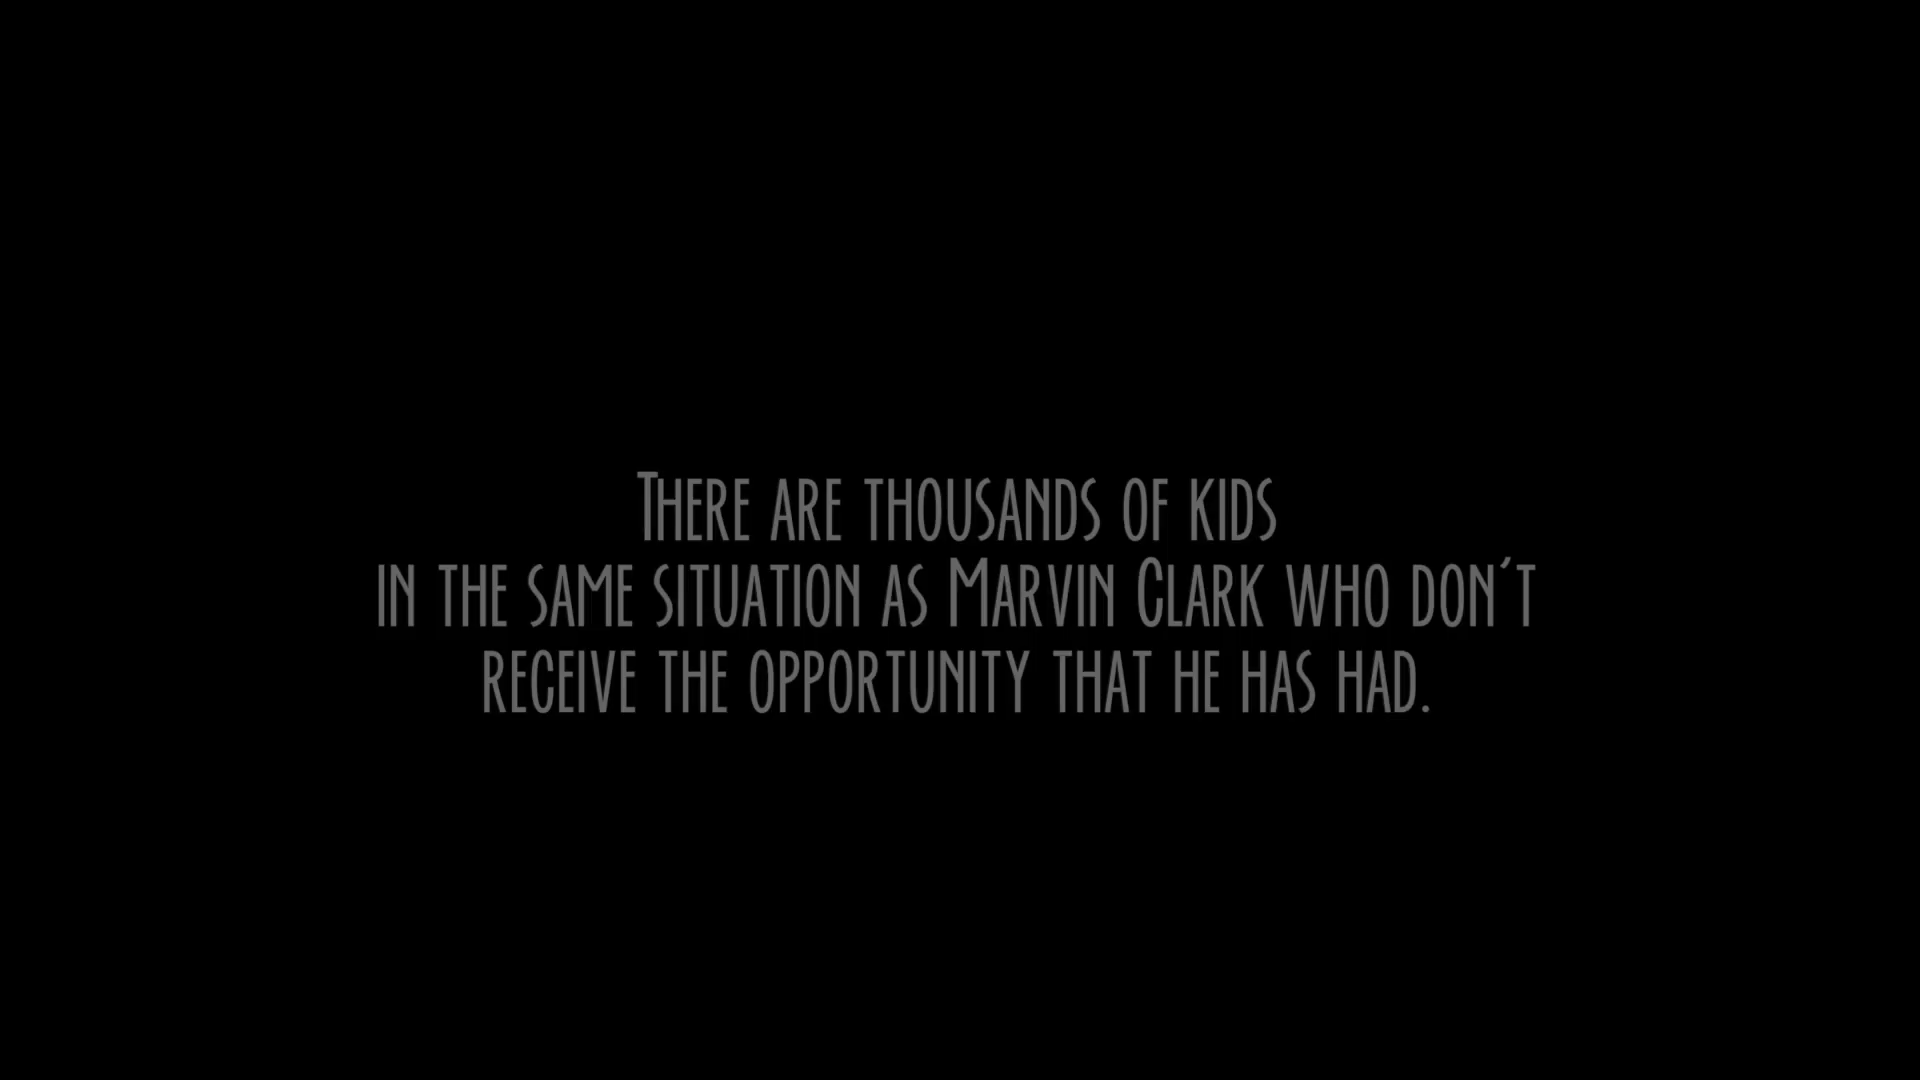 There are thousands of kids
in the same situation as Marvin Clark who don't
receive the opportunity that he has had.